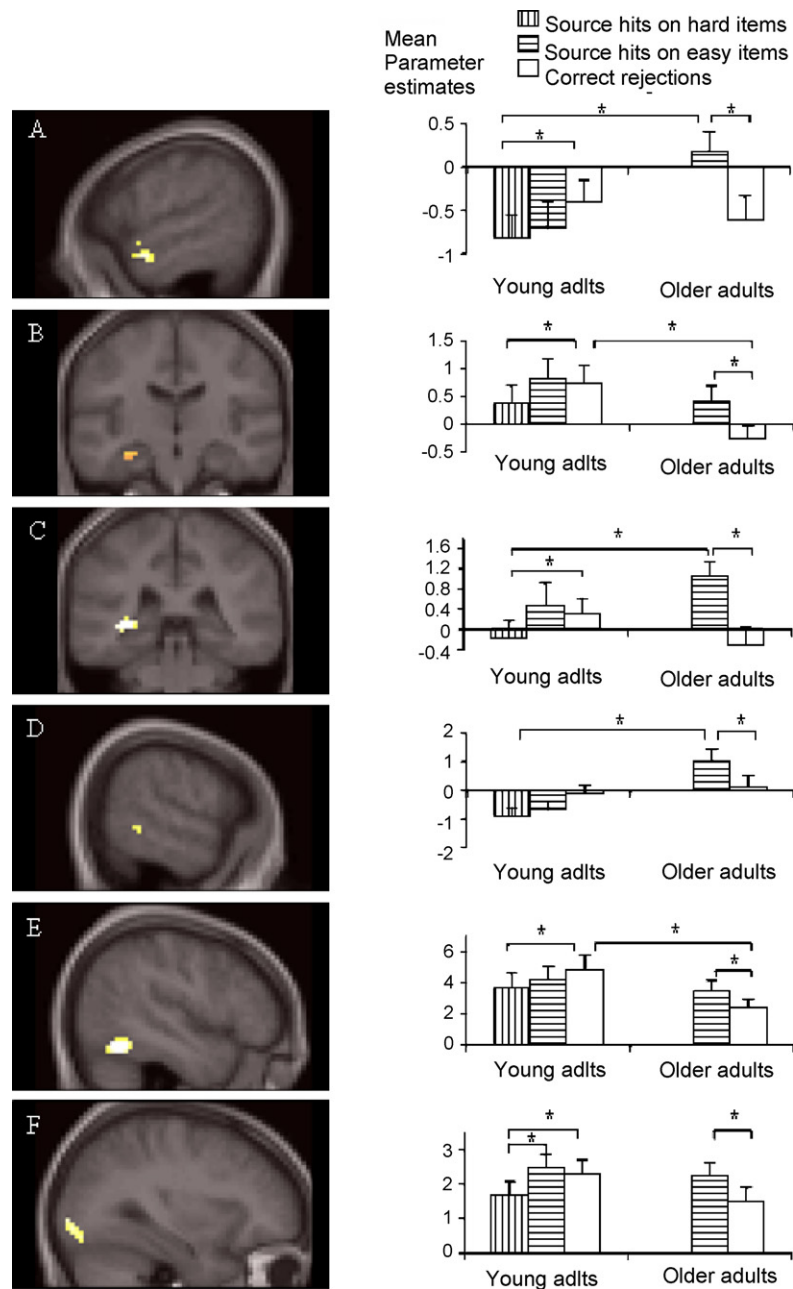 Mean
Parameter
estimates
Source hits on hard items
Source hits on easy items
Correct rejections
A
* * *
0.5
0
-0.5
-1
Young adlts Older adults
B
* * *
1.5
1
0.5
0
-0.5
Young adlts Older adults
C
* * *
1.6
1.2
0.8
0.4
0
-0.4
Young adlts Older adults
D
* *
2
1
0
-1
-2
Young adlts Older adults
E
* * *
6
4
2
0
Young adlts Older adults
F
* * *
3
2
1
0
Young adlts Older adults